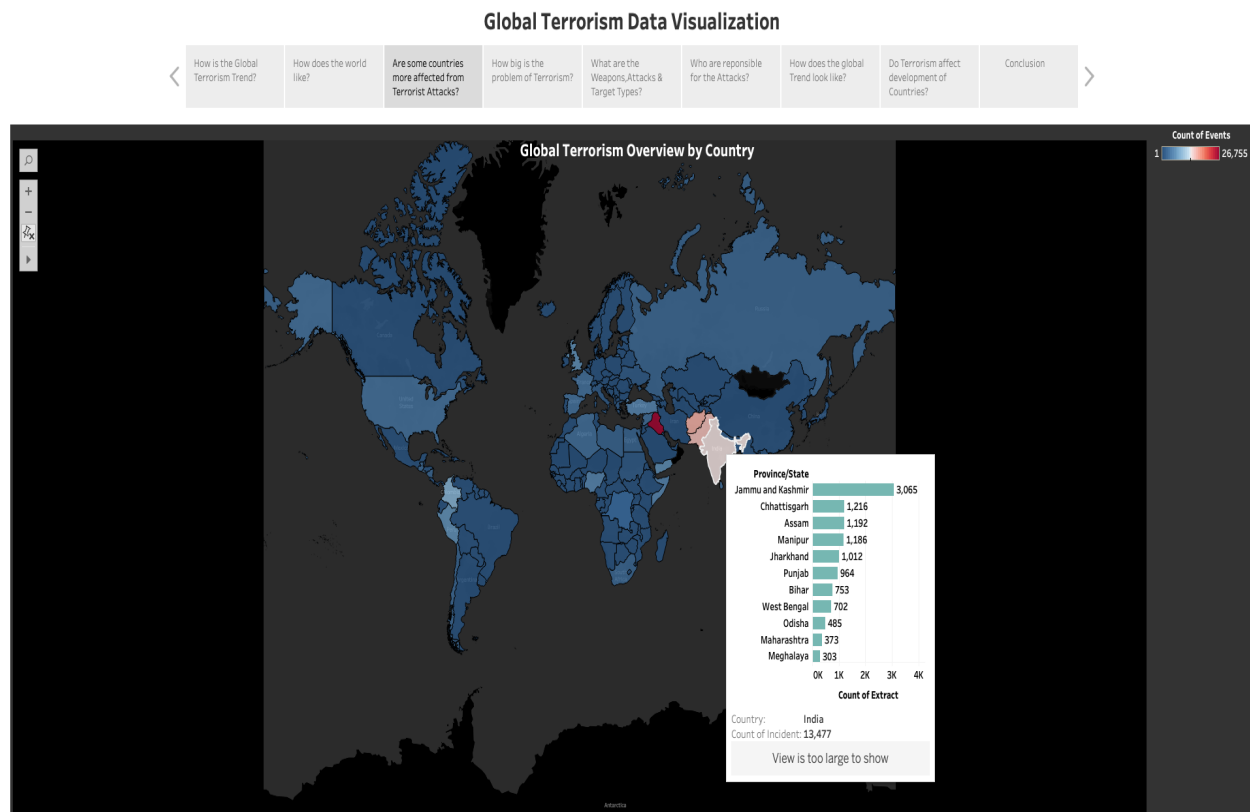 Global Terrorism Data Visualization
How is the Global
Terrorism Trend?
How does the world
like?
Are some countries
more affected from
Terrorist Attacks?
How big is the
problem of Terrorism?
What are the
Weapons,Attacks &
Target Types?
Who are reponsible
for the Attacks?
How does the global
Trend look like?
Do Terrorism affect
development of
Countries?
Conclusion
Global Terrorism Overview by Country
Count of Events
1 26,755
Province/State
Jammu and Kashmir 3,065
Chhattisgarh 1,216
Assam 1,192
Manipur 1,186
Jharkhand 1,012
Punjab 964
Bihar 753
West Bengal 702
Odisha 485
Maharashtra 373
Meghalaya 303
0K 1K 2K 3K 4K
Count of Extract
Country: India
Count of Incident: 13,477
View is too large to show
Antarctica